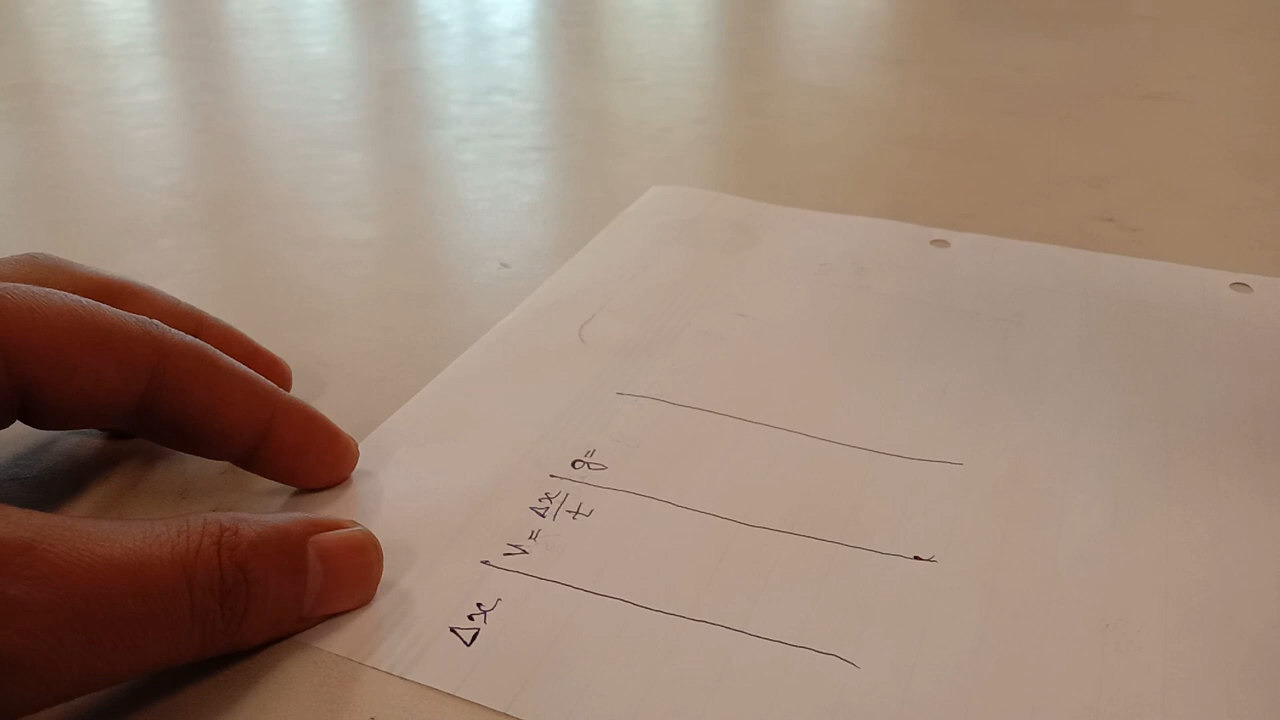 Δx | v = Δx/t | g =